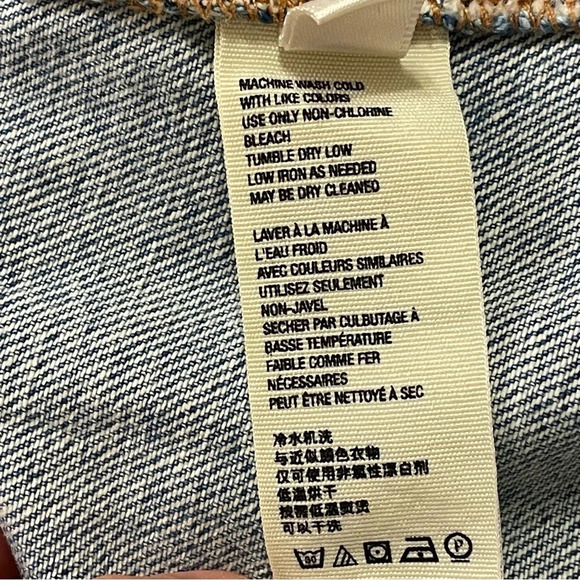 MACHINE WASH COLD
WITH LIKE COLORS
USE ONLY NON-CHLORINE
BLEACH
TUMBLE DRY LOW
LOW IRON AS NEEDED
MAY BE DRY CLEANED
LAVER À LA MACHINE À
L'EAU FROID
AVEC COULEURS SIMILAIRES
UTILISEZ SEULEMENT
NON-JAVEL
SECHER PAR CULBUTAGE À
BASSE TEMPÉRATURE
FAIBLE COMME FER
NÉCESSAIRES
PEUT ÊTRE NETTOYÉ À SEC
冷水机洗
与近似颜色衣物
仅可使用非氯性漂白剂
低温烘干
按需低温熨烫
可以干洗
30 P